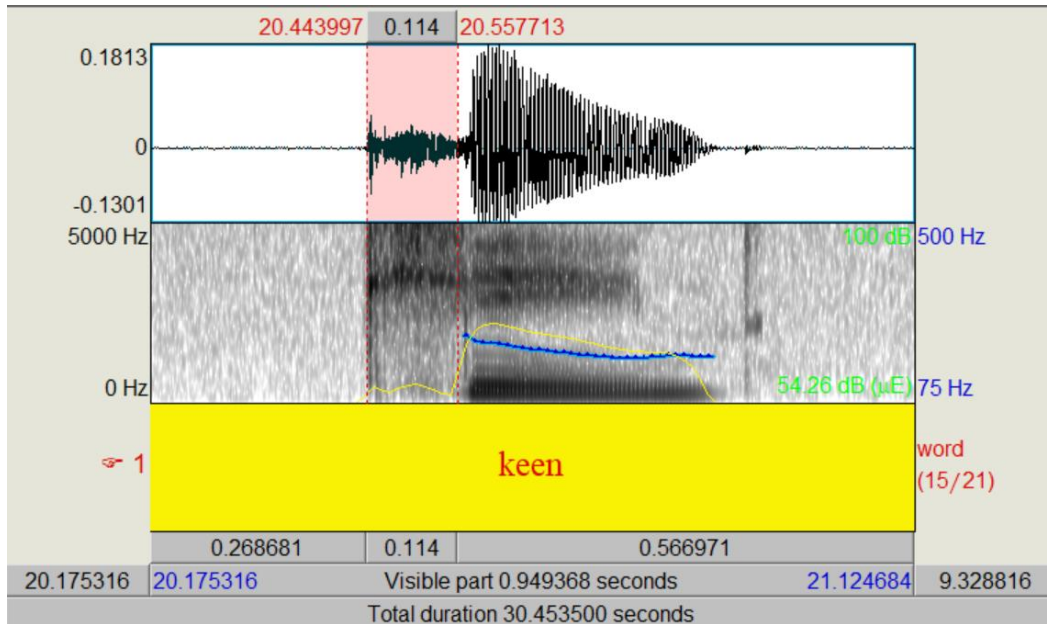 20.443997 0.114 20.557713
0.1813
0
-0.1301
5000 Hz 100 dB 500 Hz
0 Hz 54.26 dB (µE) 75 Hz
☞ 1 keen word
(15/21)
0.268681 0.114 0.566971
20.175316 20.175316 Visible part 0.949368 seconds 21.124684 9.328816
Total duration 30.453500 seconds